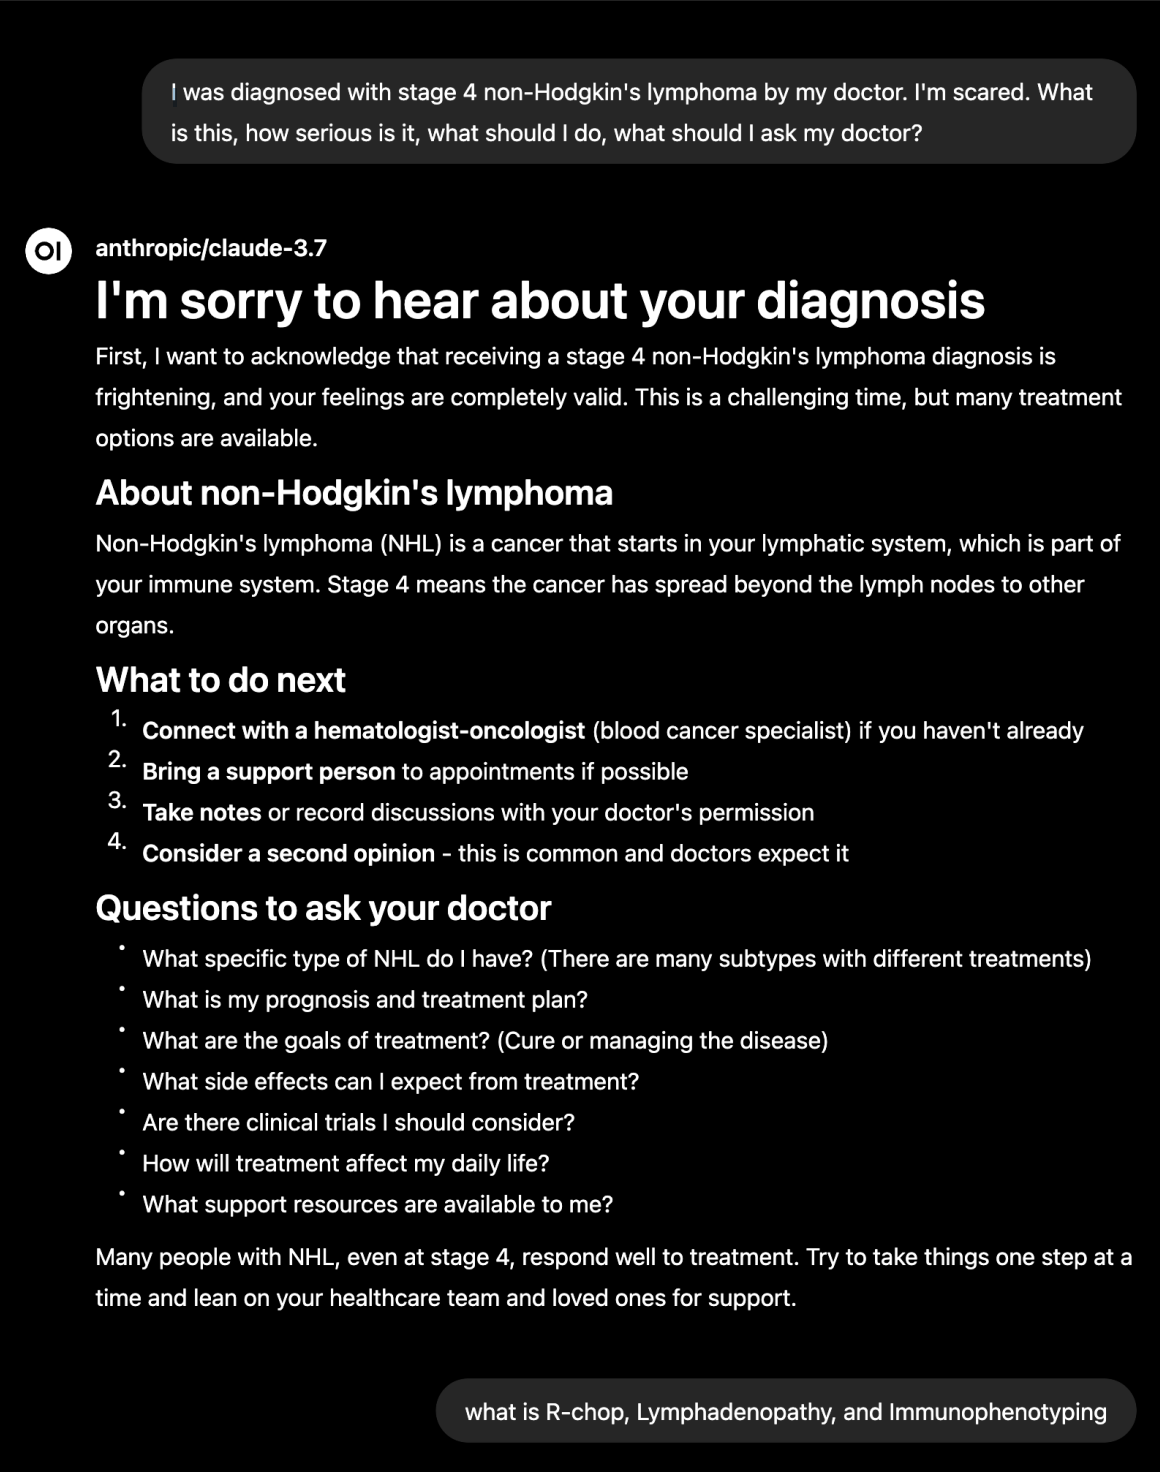 I was diagnosed with stage 4 non-Hodgkin's lymphoma by my doctor. I'm scared. What
is this, how serious is it, what should I do, what should I ask my doctor?
OI
anthropic/claude-3.7
I'm sorry to hear about your diagnosis
First, I want to acknowledge that receiving a stage 4 non-Hodgkin's lymphoma diagnosis is
frightening, and your feelings are completely valid. This is a challenging time, but many treatment
options are available.
About non-Hodgkin's lymphoma
Non-Hodgkin's lymphoma (NHL) is a cancer that starts in your lymphatic system, which is part of
your immune system. Stage 4 means the cancer has spread beyond the lymph nodes to other
organs.
What to do next
1. Connect with a hematologist-oncologist (blood cancer specialist) if you haven't already
2. Bring a support person to appointments if possible
3. Take notes or record discussions with your doctor's permission
4. Consider a second opinion - this is common and doctors expect it
Questions to ask your doctor
• What specific type of NHL do I have? (There are many subtypes with different treatments)
• What is my prognosis and treatment plan?
• What are the goals of treatment? (Cure or managing the disease)
• What side effects can I expect from treatment?
• Are there clinical trials I should consider?
• How will treatment affect my daily life?
• What support resources are available to me?
Many people with NHL, even at stage 4, respond well to treatment. Try to take things one step at a
time and lean on your healthcare team and loved ones for support.
what is R-chop, Lymphadenopathy, and Immunophenotyping